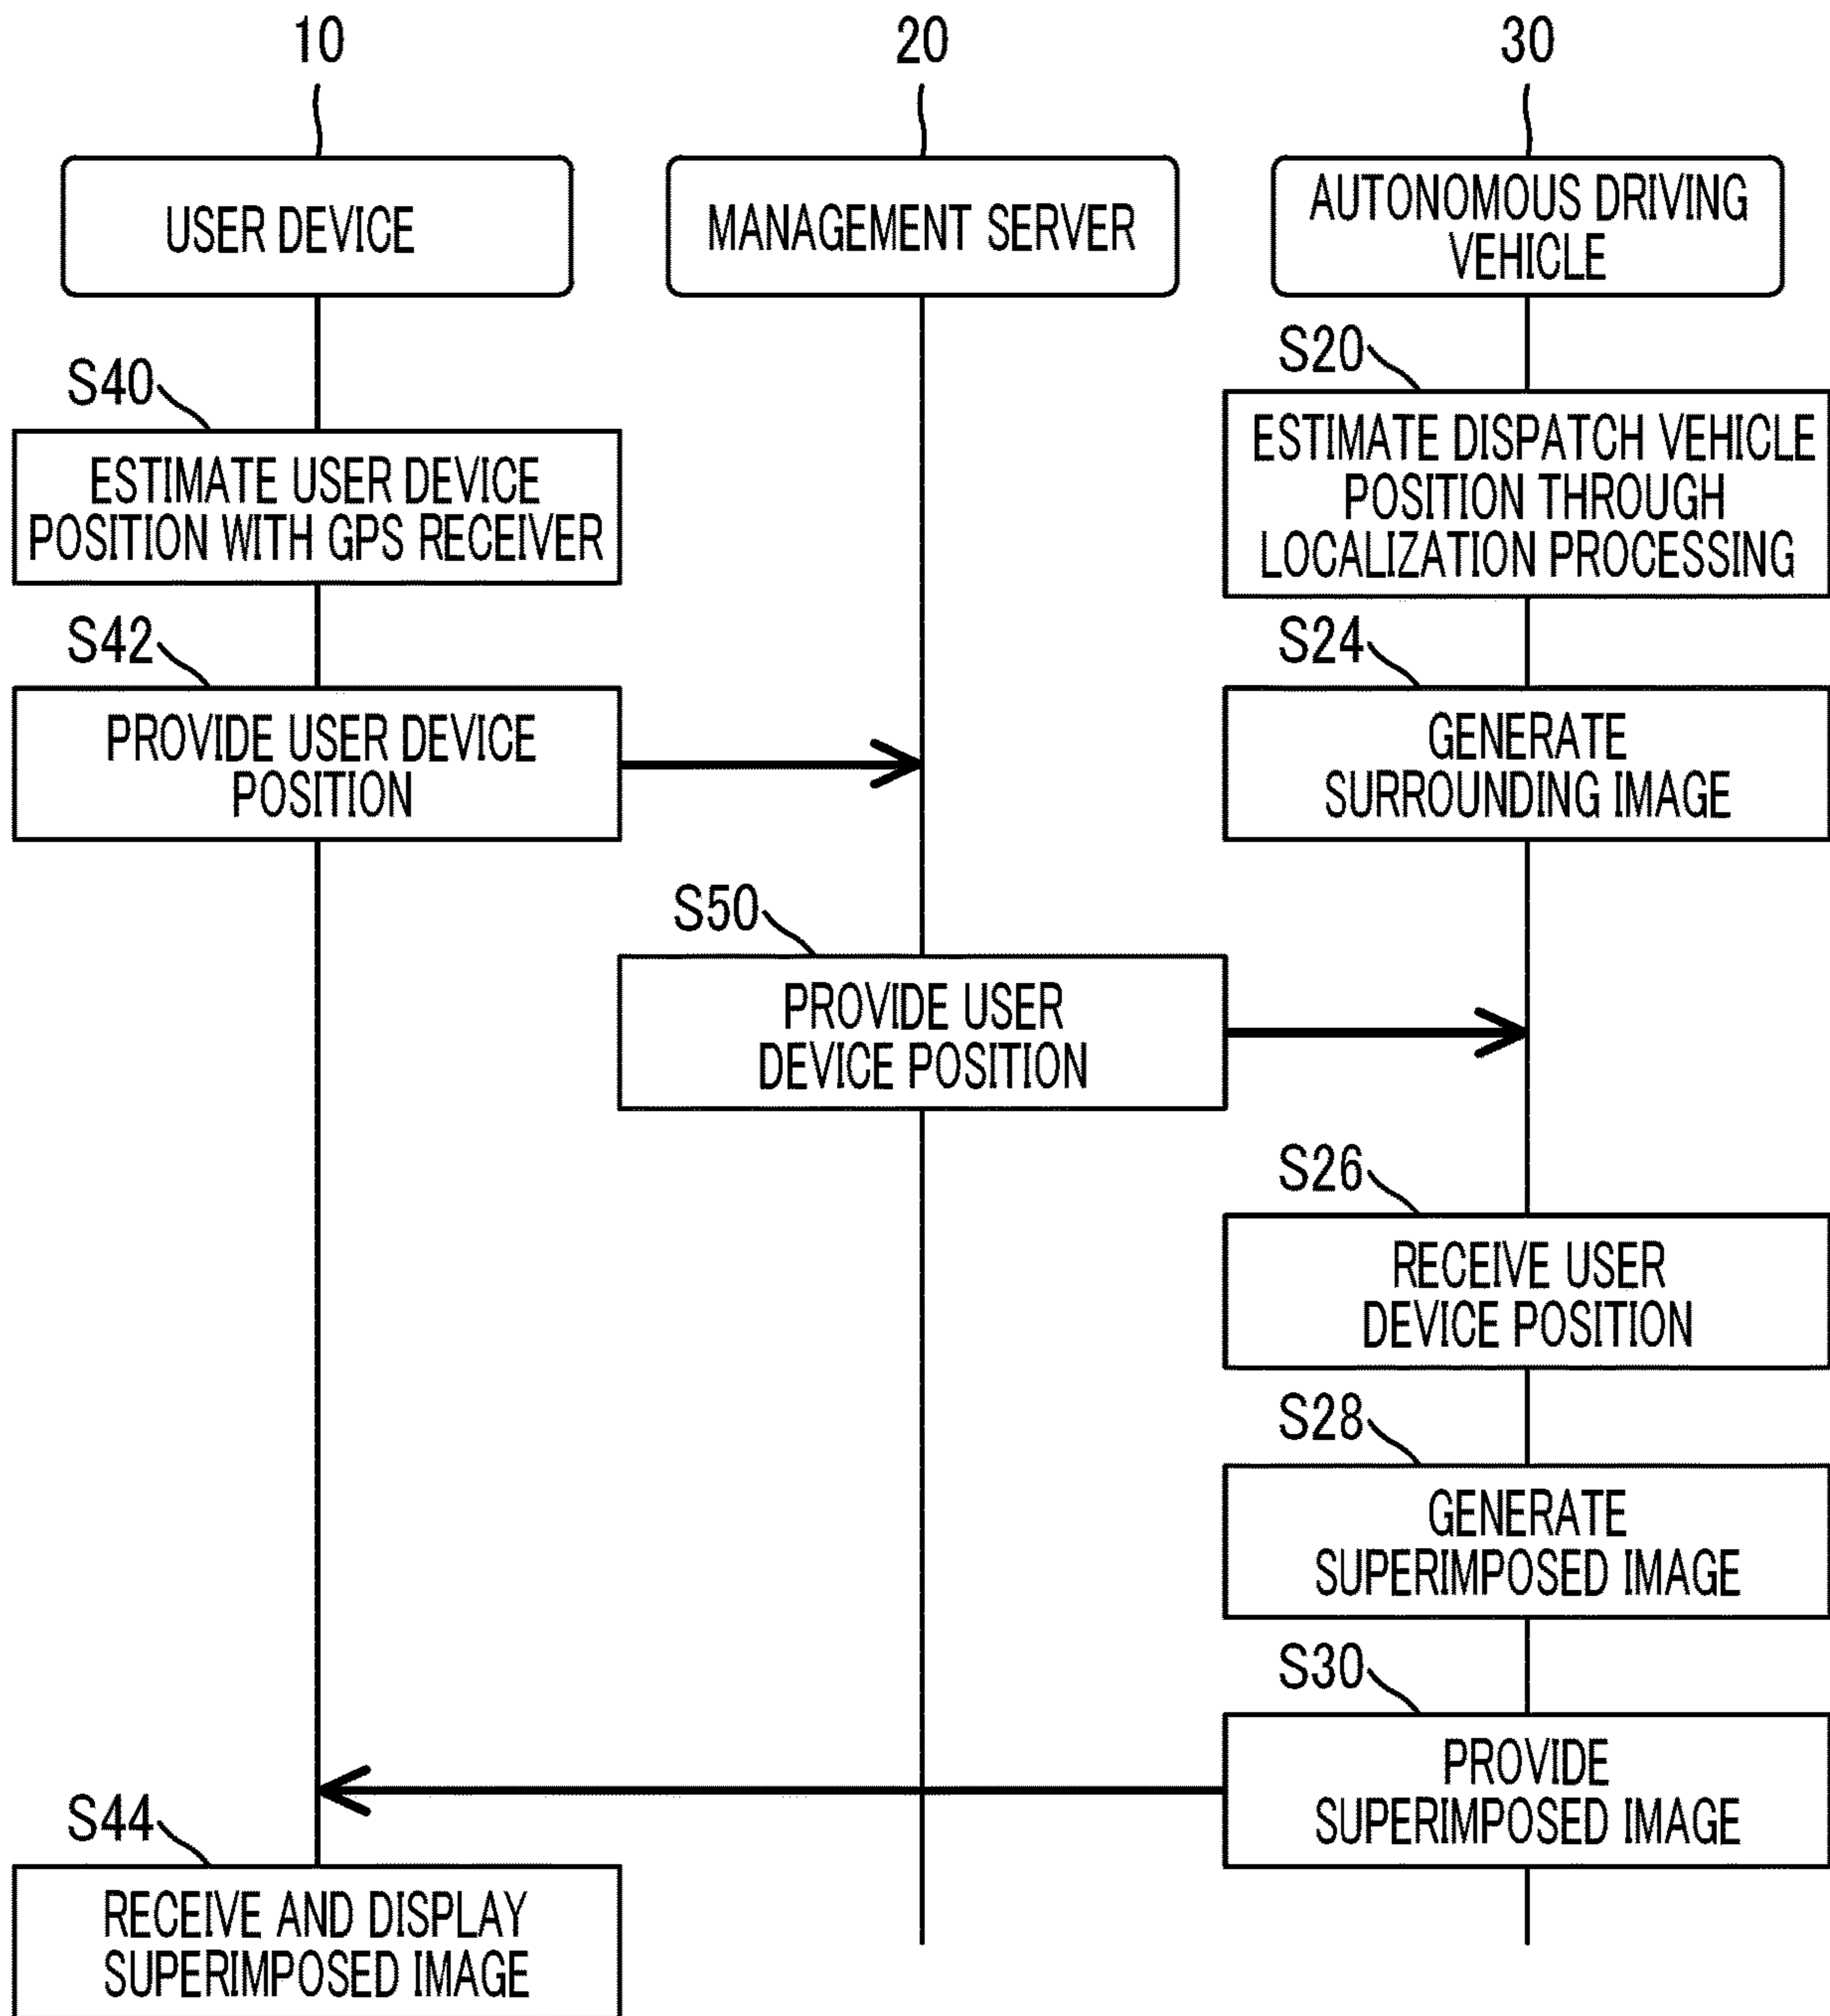 10
20
30
USER DEVICE
MANAGEMENT SERVER
AUTONOMOUS DRIVING
VEHICLE
S20
ESTIMATE DISPATCH VEHICLE
POSITION THROUGH
LOCALIZATION PROCESSING
S40
ESTIMATE USER DEVICE
POSITION WITH GPS RECEIVER
S42
PROVIDE USER DEVICE
POSITION
S24
GENERATE
SURROUNDING IMAGE
S50
PROVIDE USER
DEVICE POSITION
S26
RECEIVE USER
DEVICE POSITION
S28
GENERATE
SUPERIMPOSED IMAGE
S30
PROVIDE
SUPERIMPOSED IMAGE
S44
RECEIVE AND DISPLAY
SUPERIMPOSED IMAGE